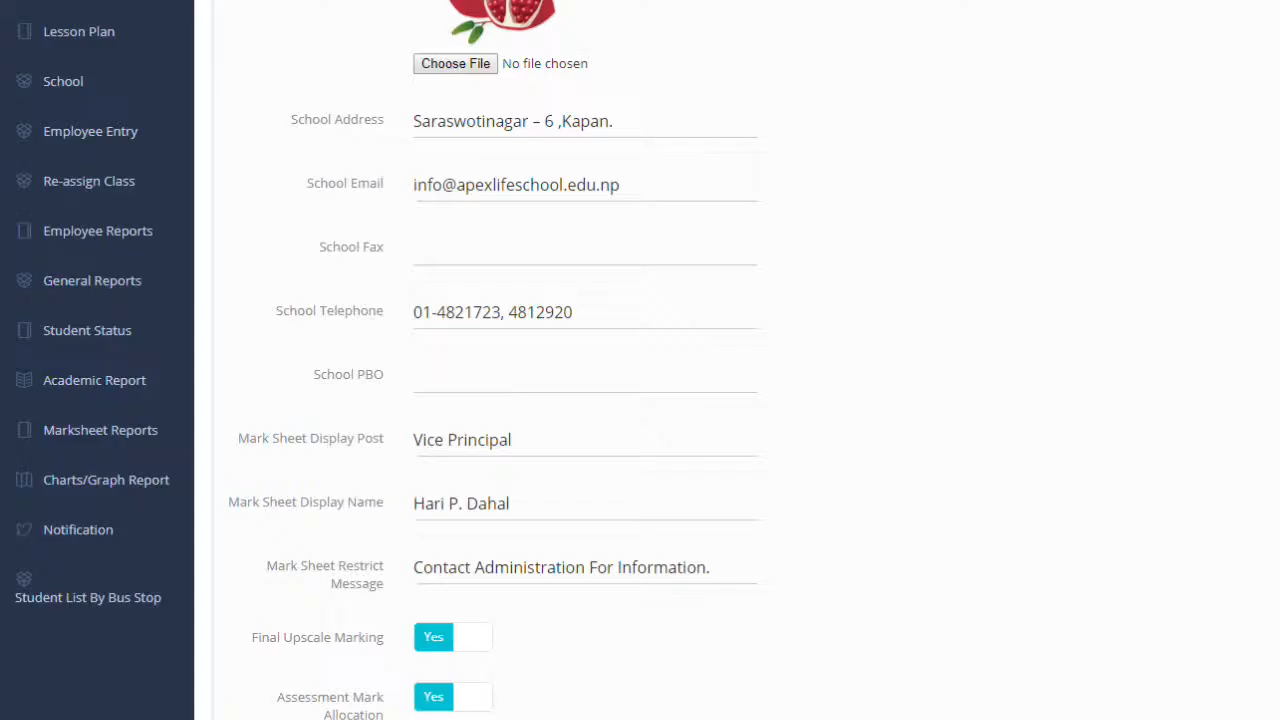 Lesson Plan
School
Employee Entry
Re-assign Class
Employee Reports
General Reports
Student Status
Academic Report
Marksheet Reports
Charts/Graph Report
Notification
Student List By Bus Stop
Choose File No file chosen
School Address Saraswotinagar – 6 ,Kapan.
School Email info@apexlifeschool.edu.np
School Fax
School Telephone 01-4821723, 4812920
School PBO
Mark Sheet Display Post Vice Principal
Mark Sheet Display Name Hari P. Dahal
Mark Sheet Restrict Contact Administration For Information.
Message
Final Upscale Marking Yes
Assessment Mark Yes
Allocation